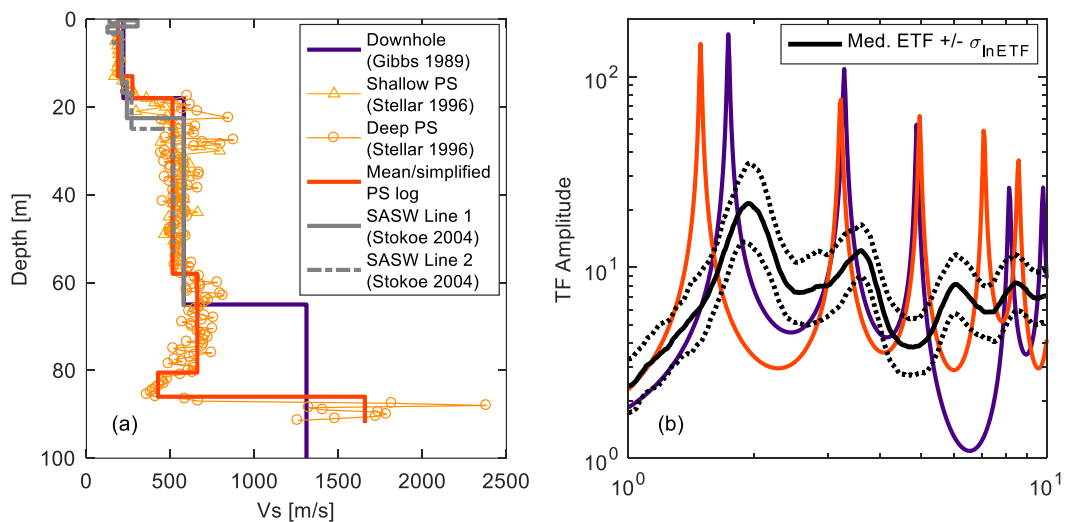 0
20
40
60
80
100
Depth [m]
0
500
1000
1500
2000
2500
Vs [m/s]
(a)
Downhole
(Gibbs 1989)
Shallow PS
(Stellar 1996)
Deep PS
(Stellar 1996)
Mean/simplified
PS log
SASW Line 1
(Stokoe 2004)
SASW Line 2
(Stokoe 2004)
10^2
10^1
10^0
TF Amplitude
10^0
10^1
(b)
Med. ETF +/- σ_lnETF